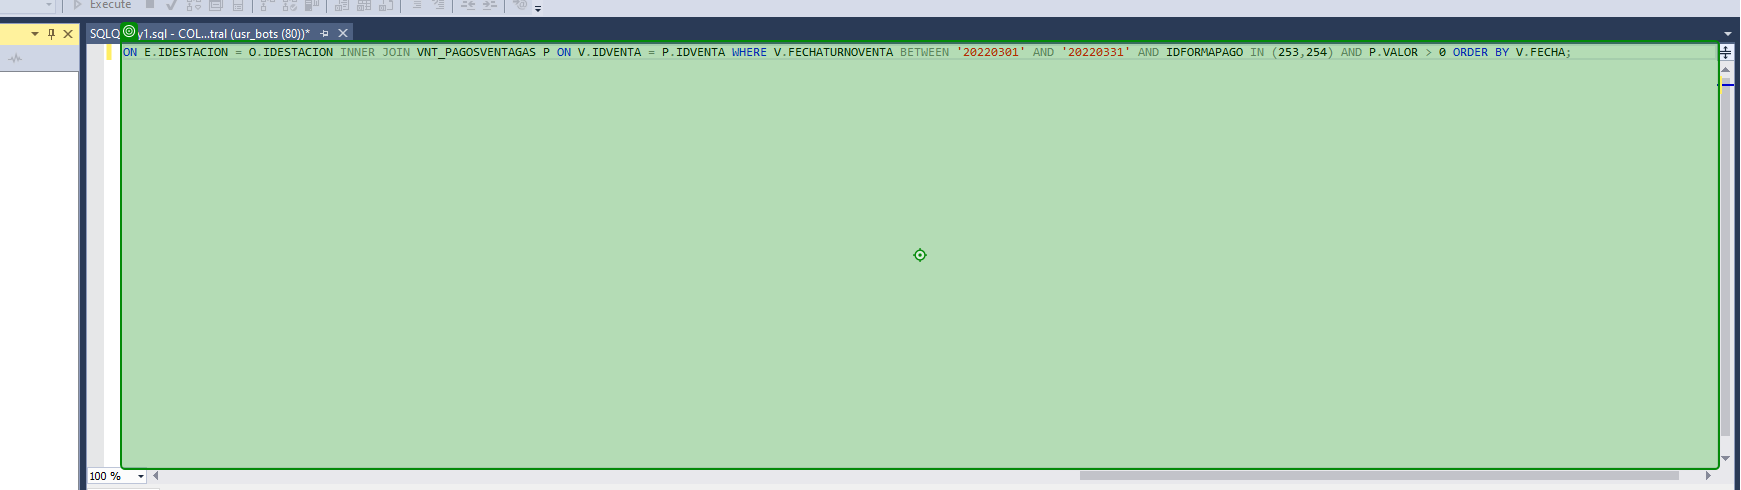 Execute
SQLQ y1.sql - COL...tral (usr_bots (80))*
ON E.IDESTACION = O.IDESTACION INNER JOIN VNT_PAGOSVENTAGAS P ON V.IDVENTA = P.IDVENTA WHERE V.FECHATURNOVENTA BETWEEN '20220301' AND '20220331' AND IDFORMAPAGO IN (253,254) AND P.VALOR > 0 ORDER BY V.FECHA;
100 %